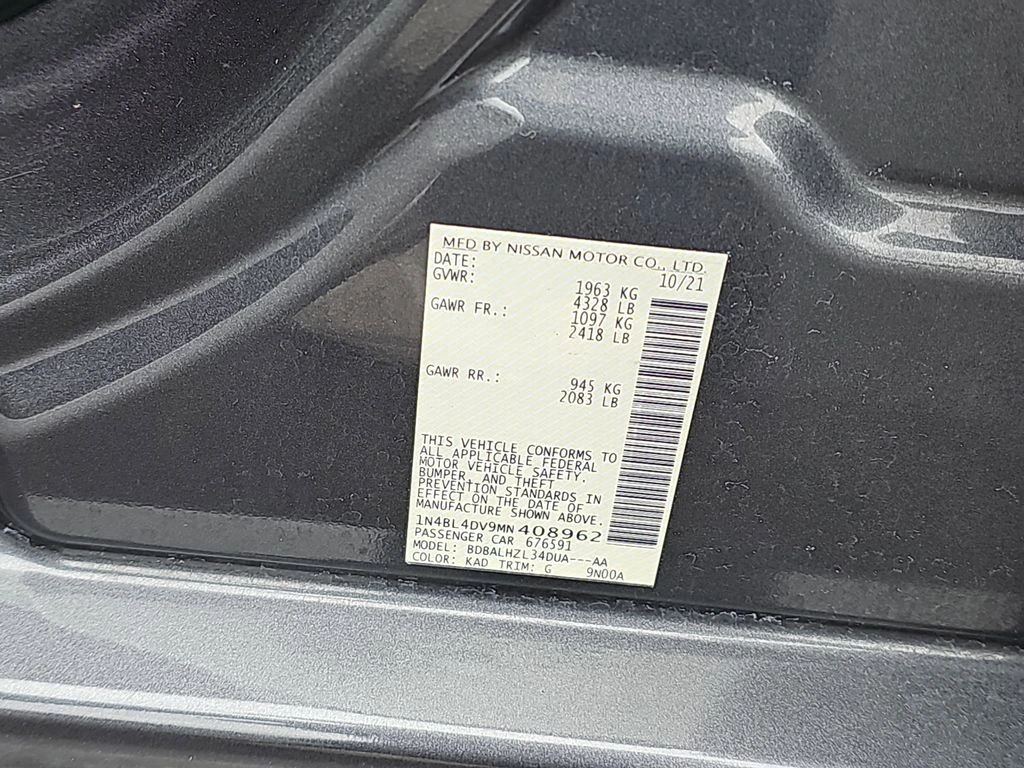 MFD BY NISSAN MOTOR CO., LTD.
DATE: 10/21
GVWR: 1963 KG
4328 LB
GAWR FR.: 1097 KG
2418 LB
GAWR RR.: 945 KG
2083 LB
THIS VEHICLE CONFORMS TO
ALL APPLICABLE FEDERAL
MOTOR VEHICLE SAFETY,
BUMPER, AND THEFT
PREVENTION STANDARDS IN
EFFECT ON THE DATE OF
MANUFACTURE SHOWN ABOVE.
1N4BL4DV9MN408962
PASSENGER CAR 676591
MODEL: BDBALHZL34DUA---AA
COLOR: KAD TRIM: G 9N00A